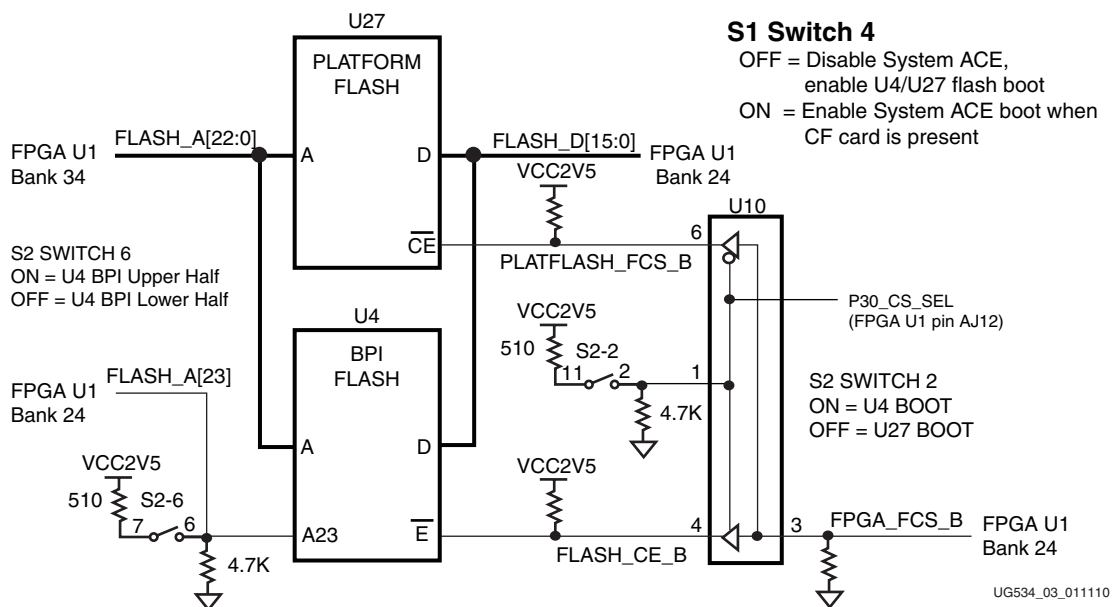 U27
PLATFORM
FLASH
S1 Switch 4
OFF = Disable System ACE,
enable U4/U27 flash boot
ON = Enable System ACE boot when
CF card is present
FLASH_A[22:0]
FPGA U1
Bank 34
A
D
FLASH_D[15:0]
FPGA U1
Bank 24
VCC2V5
U10
CE
6
PLATFLASH_FCS_B
S2 SWITCH 6
ON = U4 BPI Upper Half
OFF = U4 BPI Lower Half
P30_CS_SEL
(FPGA U1 pin AJ12)
U4
BPI
FLASH
VCC2V5
510
S2-2
11
2
1
4.7K
FLASH_A[23]
FPGA U1
Bank 24
S2 SWITCH 2
ON = U4 BOOT
OFF = U27 BOOT
A
D
VCC2V5
510
S2-6
7
6
4.7K
A23
E
VCC2V5
FLASH_CE_B
4
3
FPGA_FCS_B
FPGA U1
Bank 24
UG534_03_011110